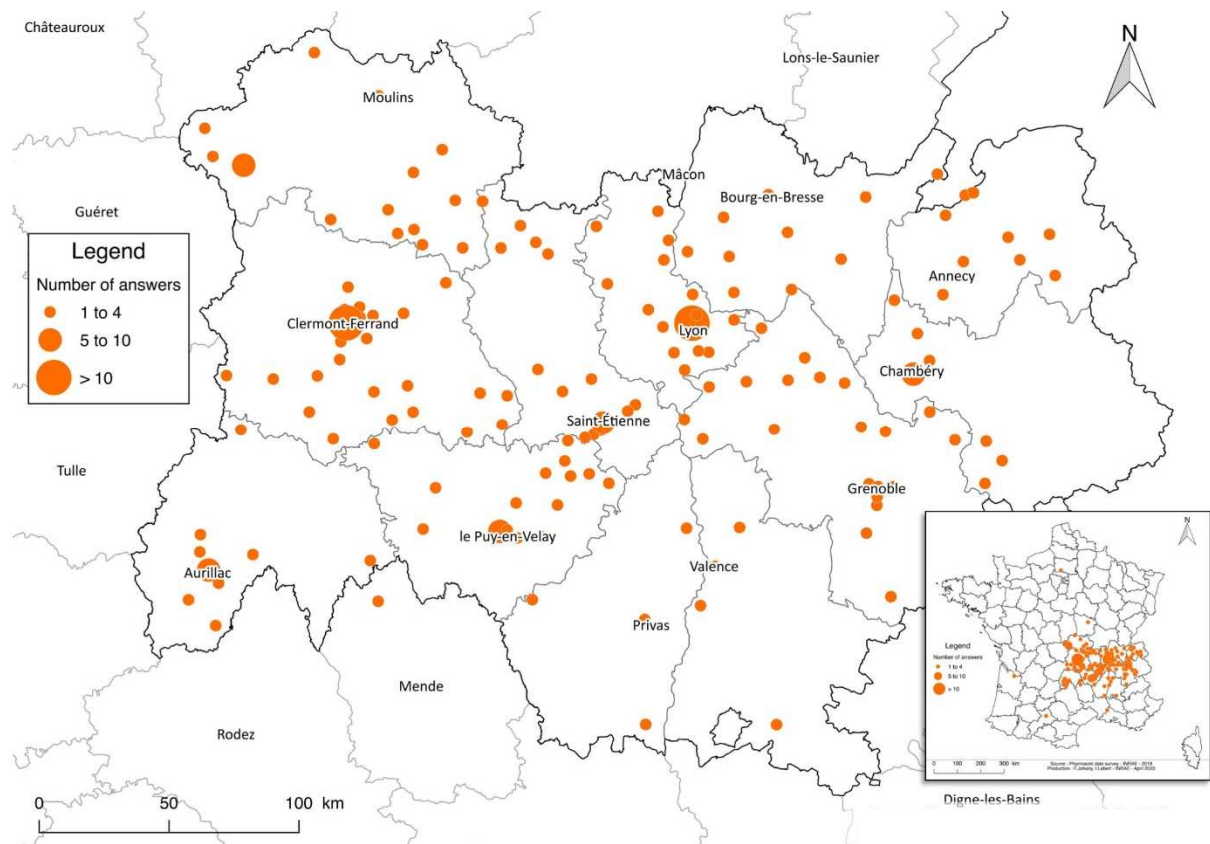 Châteauroux
Lons-le-Saunier
N
Moulins
Mâcon
Bourg-en-Bresse
Guéret
Legend
Number of answers
1 to 4
5 to 10
> 10
Annecy
Clermont-Ferrand
Lyon
Chambéry
Saint-Étienne
Tulle
Grenoble
le Puy-en-Velay
Aurillac
Valence
Privas
Mende
Rodez
0 50 100 km
Digne-les-Bains
N
Legend
Number of answers
1 to 4
5 to 10
> 10
0 100 200 300 km